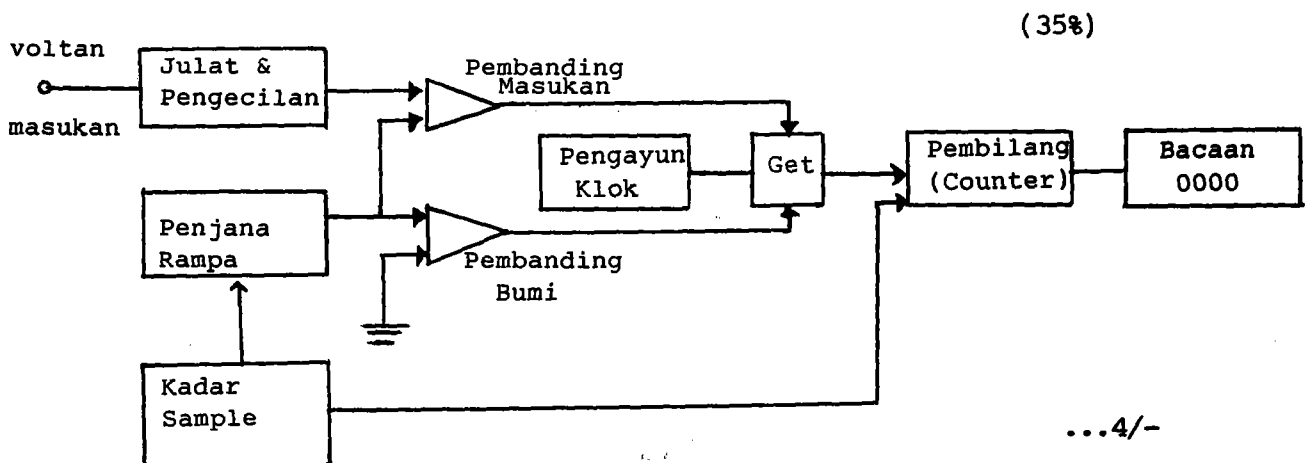 (35%)
voltan
masukan
Julat &
Pengecilan
Pembanding
Masukan
Pengayun
Klok
Get
Pembilang
(Counter)
Bacaan
0000
Penjana
Rampa
Pembanding
Bumi
Kadar
Sample
...4/-